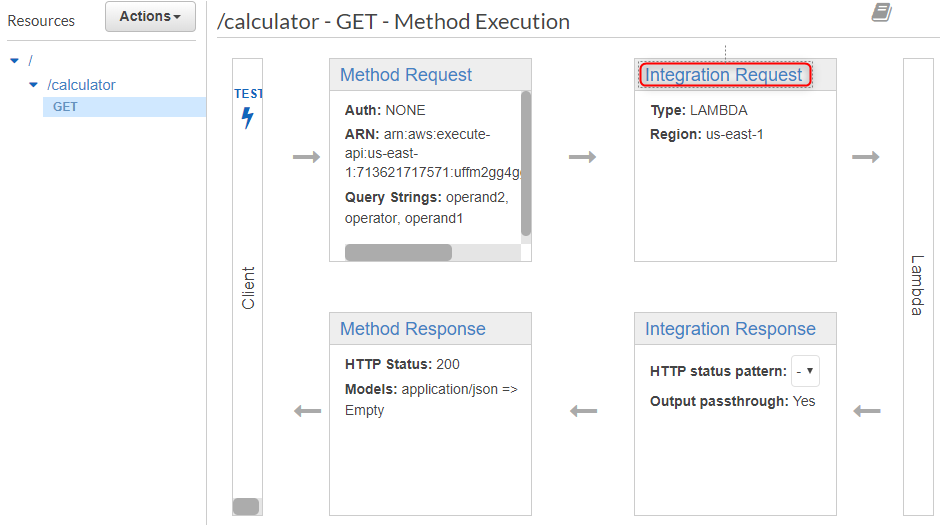 Resources
Actions
/
/calculator
GET
/calculator - GET - Method Execution
TEST
Client
Method Request
Auth: NONE
ARN: arn:aws:execute-
api:us-east-
1:713621717571:uffm2gg4g
Query Strings: operand2,
operator, operand1
Integration Request
Type: LAMBDA
Region: us-east-1
Lambda
Method Response
HTTP Status: 200
Models: application/json =>
Empty
Integration Response
HTTP status pattern: -
Output passthrough: Yes